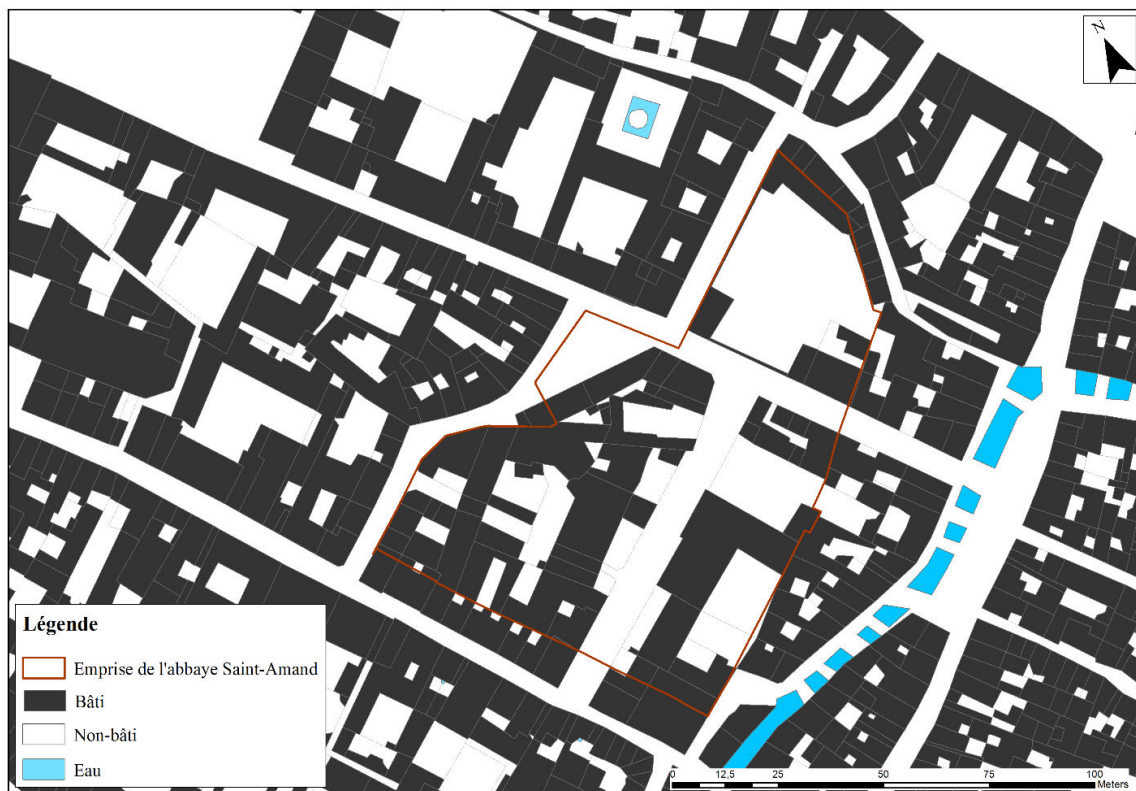 N
Légende
Emprise de l'abbaye Saint-Amand
Bâti
Non-bâti
Eau
0 12,5 25 50 75 100
Meters